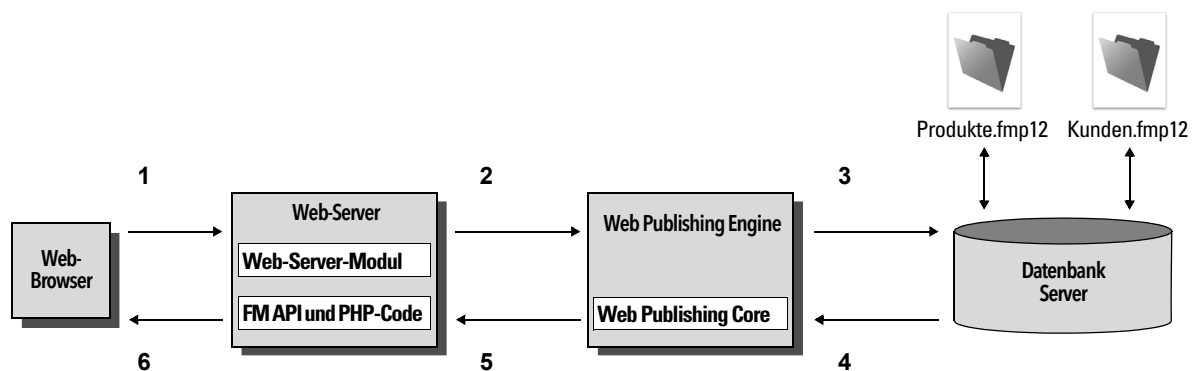 Produkte.fmp12
Kunden.fmp12
1
2
3
Web-
Browser
Web-Server
Web-Server-Modul
FM API und PHP-Code
Web Publishing Engine
Web Publishing Core
Datenbank
Server
6
5
4